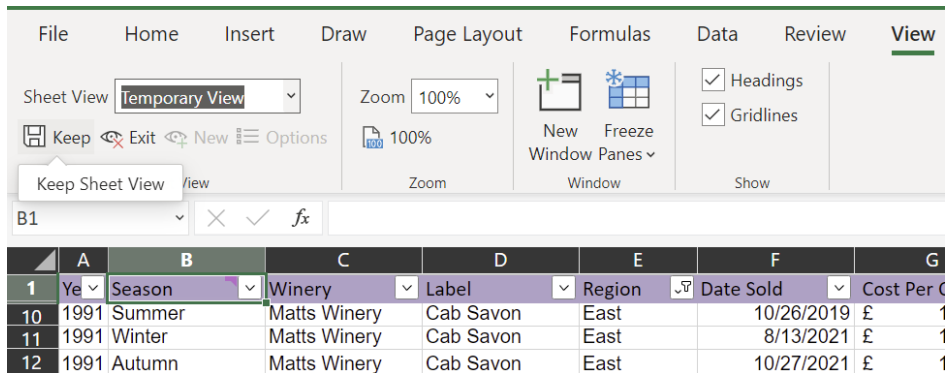 File Home Insert Draw Page Layout Formulas Data Review View
Sheet View Temporary View Zoom 100% Headings
Keep Exit New Options 100% New Freeze Gridlines
Window Panes
Keep Sheet View View Zoom Window Show
B1 fx
A B C D E F G
1 Ye Season Winery Label Region Date Sold Cost Per
10 1991 Summer Matts Winery Cab Savon East 10/26/2019 £
11 1991 Winter Matts Winery Cab Savon East 8/13/2021 £
12 1991 Autumn Matts Winery Cab Savon East 10/27/2021 £